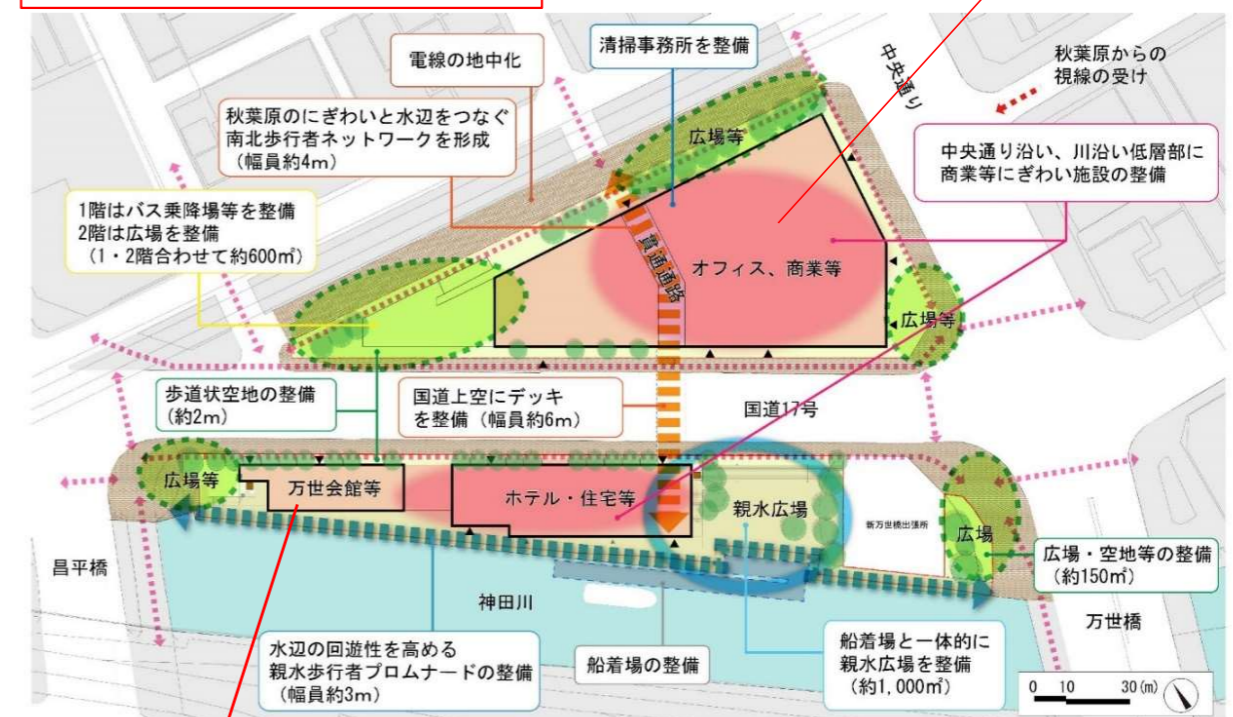 電線の地中化
清掃事務所を整備
中央通り
秋葉原からの
視線の受け
秋葉原のにぎわいと水辺をつなぐ
南北歩行者ネットワークを形成
（幅員約4m）
広場等
中央通り沿い、川沿い低層部に
商業等にぎわい施設の整備
1階はバス乗降場等を整備
2階は広場を整備
（1・2階合わせて約600㎡）
貫通通路
オフィス、商業等
広場等
歩道状空地の整備
（約2m）
国道上空にデッキ
を整備（幅員約6m）
国道17号
広場等
万世会館等
ホテル・住宅等
親水広場
新万世橋出張所
広場
広場・空地等の整備
（約150㎡）
昌平橋
神田川
万世橋
水辺の回遊性を高める
親水歩行者プロムナードの整備
（幅員約3m）
船着場の整備
船着場と一体的に
親水広場を整備
（約1,000㎡）
0 10 30(m)